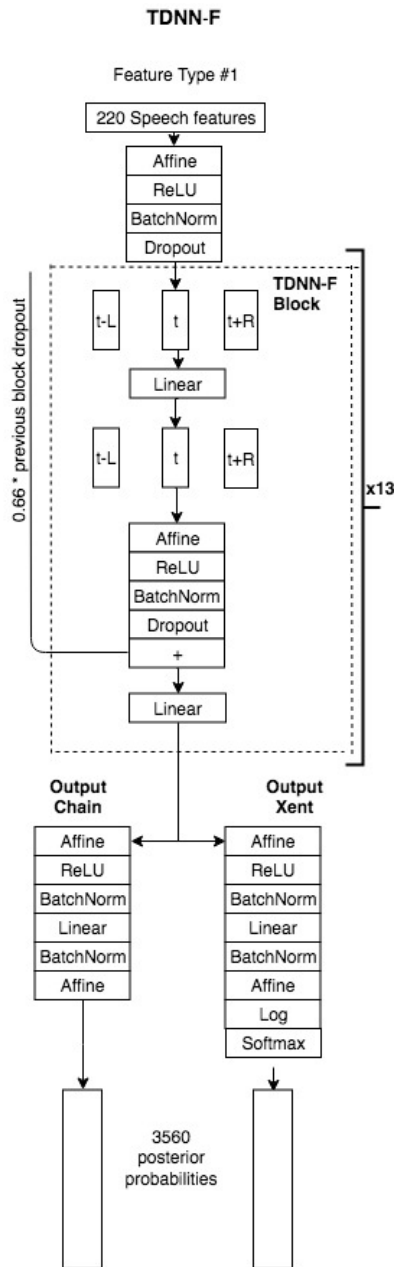 TDNN-F
Feature Type #1
220 Speech features
Affine
ReLU
BatchNorm
Dropout
TDNN-F
Block
0.66 * previous block dropout
t-L
t
t+R
Linear
t-L
t
t+R
x13
Affine
ReLU
BatchNorm
Dropout
+
Linear
Output
Chain
Affine
ReLU
BatchNorm
Linear
BatchNorm
Affine
Output
Xent
Affine
ReLU
BatchNorm
Linear
BatchNorm
Affine
Log
Softmax
3560
posterior
probabilities